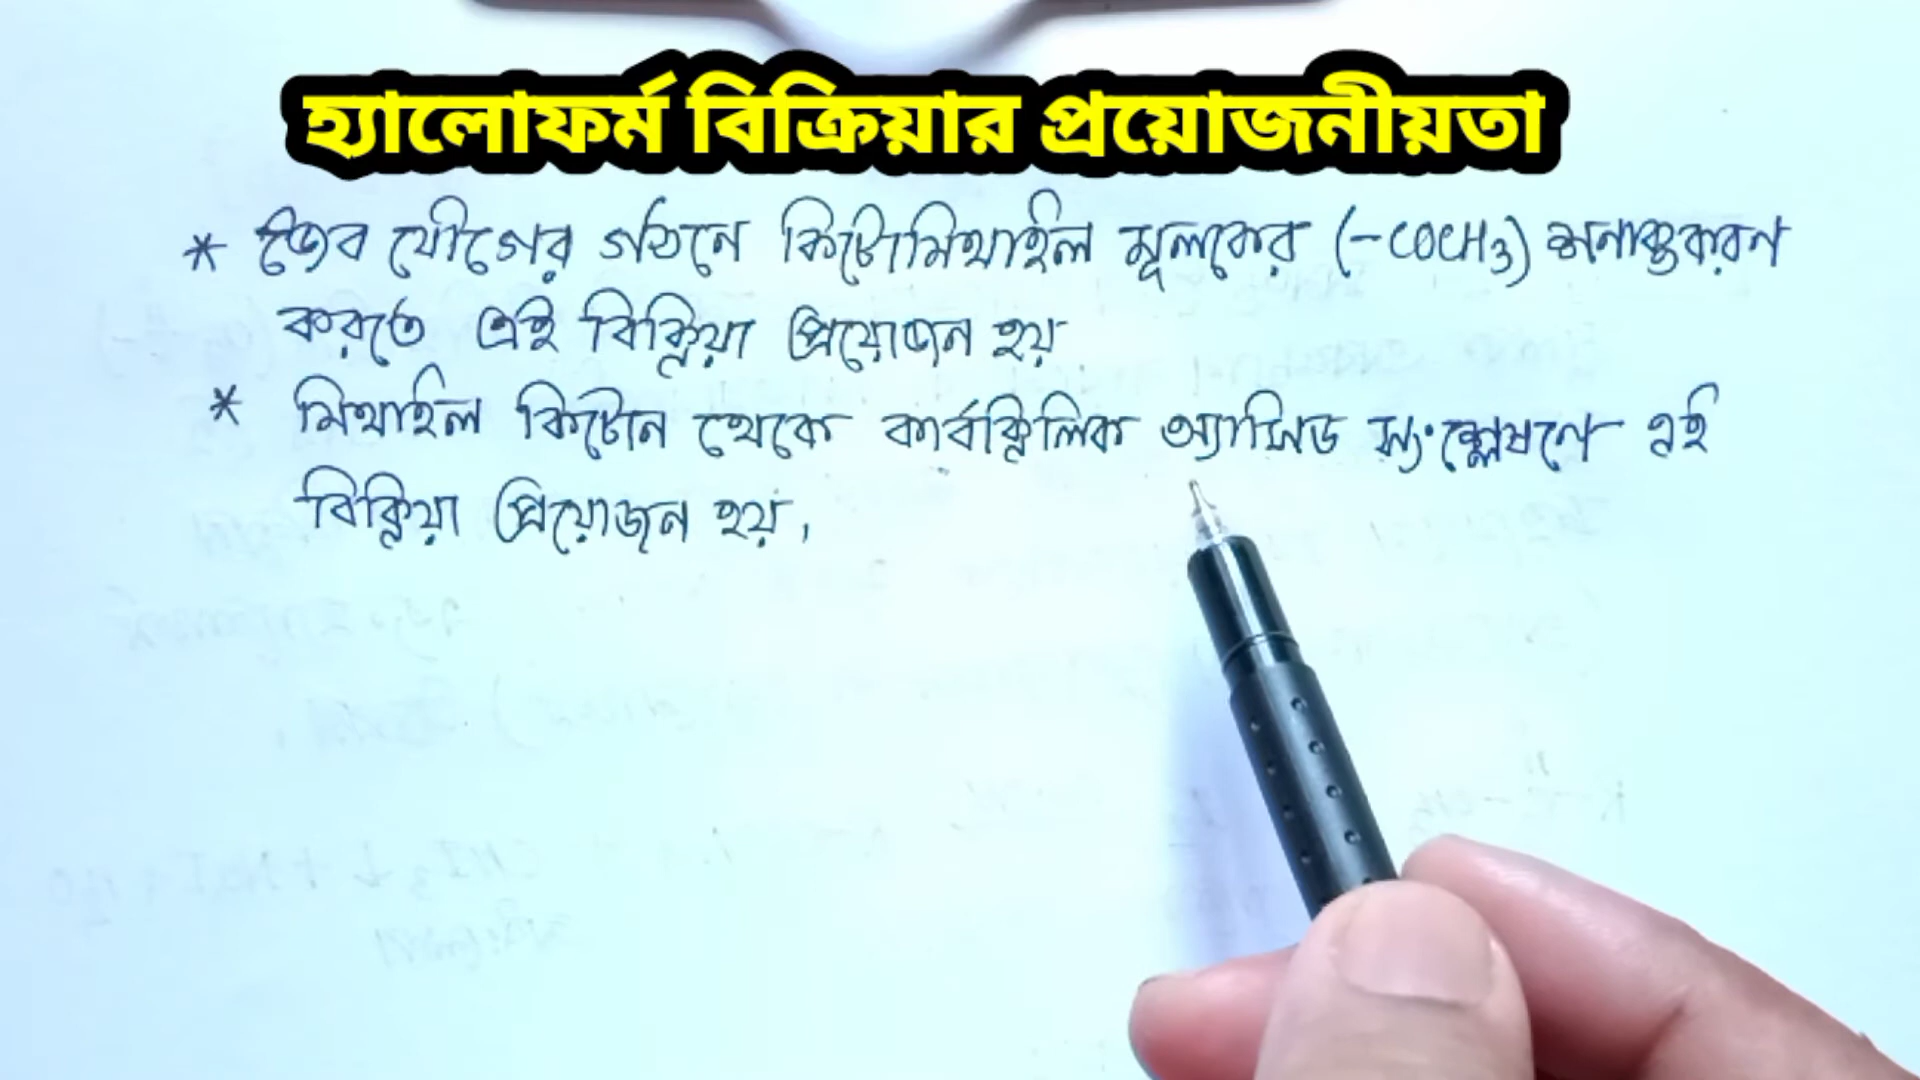 হ্যালোফর্ম বিক্রিয়ার প্রয়োজনীয়তা
* জৈব যৌগের গঠনে কিটোমিথাইল মূলকের (-COCH3) শনাক্তকরণ
করতে এই বিক্রিয়া প্রয়োজন হয়
* মিথাইল কিটোন থেকে কার্বক্সিলিক অ্যাসিড সংশ্লেষণে এই
বিক্রিয়া প্রয়োজন হয়,